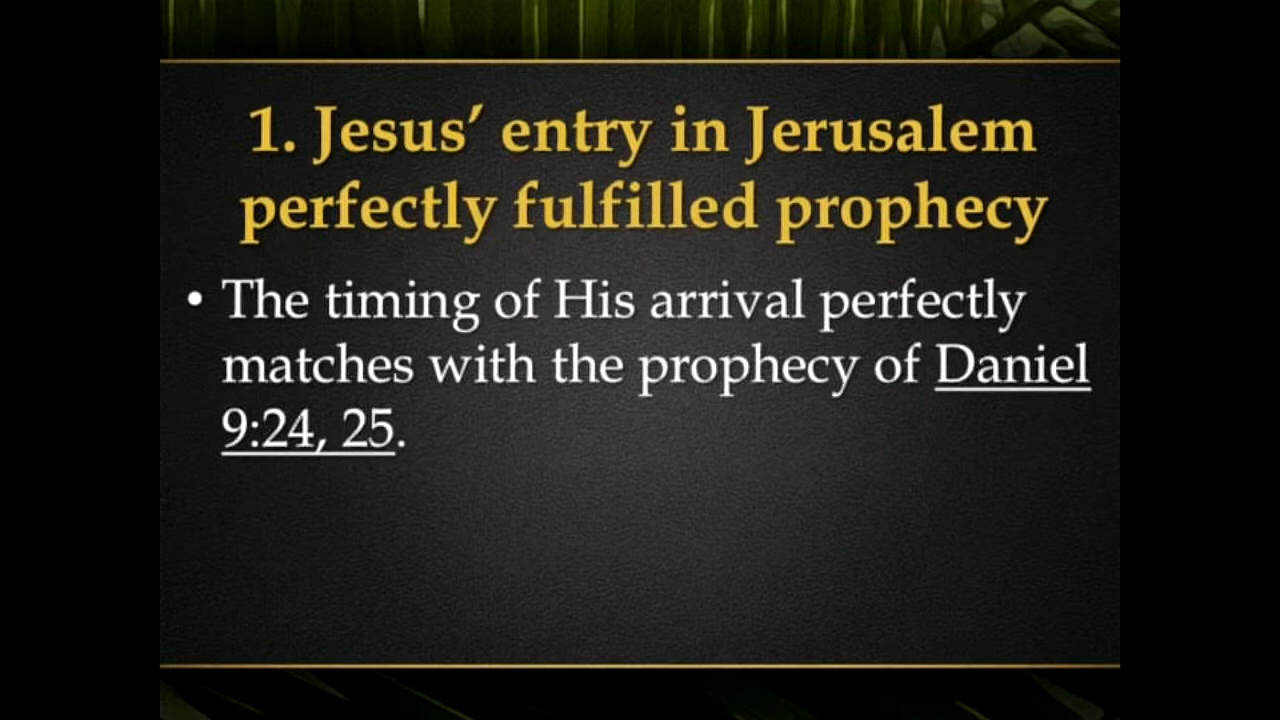 1. Jesus’ entry in Jerusalem
perfectly fulfilled prophecy
• The timing of His arrival perfectly
matches with the prophecy of Daniel
9:24, 25.